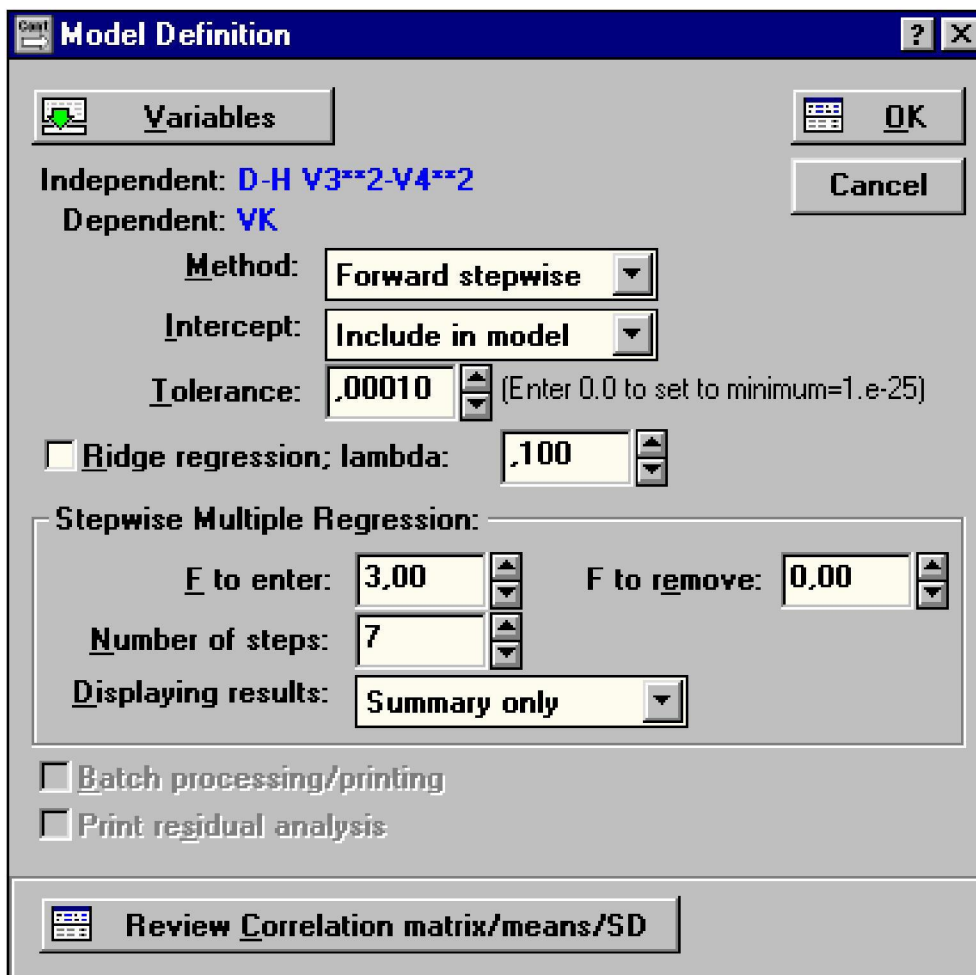 Cont
Model Definition ? X
Variables OK
Independent: D-H V3**2-V4**2 Cancel
Dependent: VK
Method: Forward stepwise
Intercept: Include in model
Tolerance: ,00010 (Enter 0.0 to set to minimum=1.e-25)
Ridge regression; lambda: ,100
Stepwise Multiple Regression:
F to enter: 3,00 F to remove: 0,00
Number of steps: 7
Displaying results: Summary only
Batch processing/printing
Print residual analysis
Review Correlation matrix/means/SD